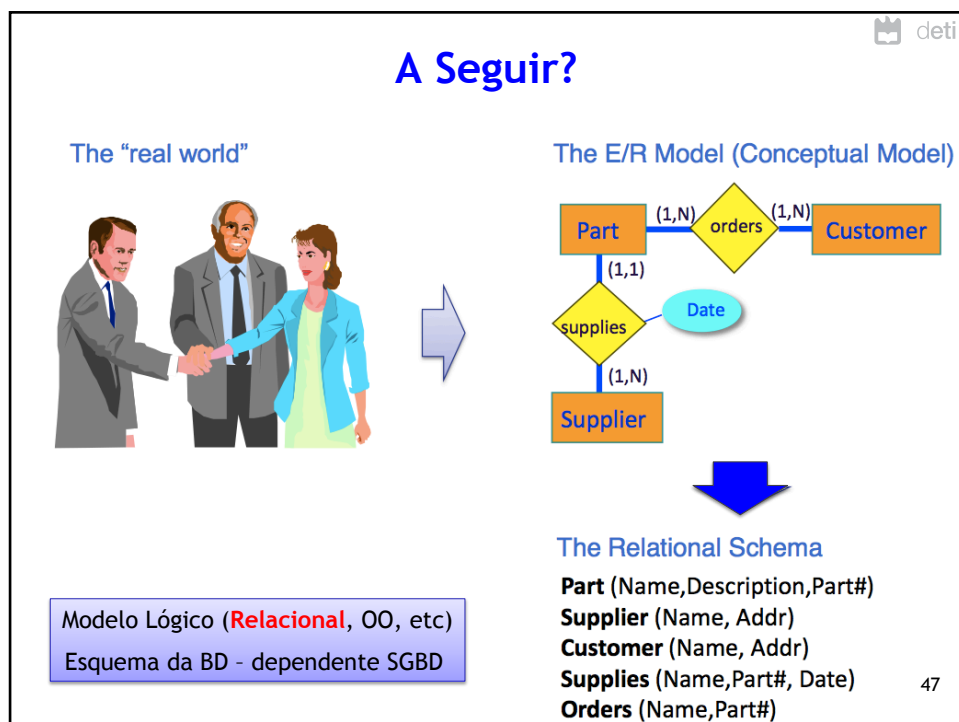 deti
A Seguir?
The “real world”
The E/R Model (Conceptual Model)
Part
(1,N)
orders
(1,N)
Customer
(1,1)
supplies
Date
(1,N)
Supplier
The Relational Schema
Part (Name,Description,Part#)
Supplier (Name, Addr)
Customer (Name, Addr)
Supplies (Name,Part#, Date)
Orders (Name,Part#)
Modelo Lógico (Relacional, OO, etc)
Esquema da BD - dependente SGBD
47